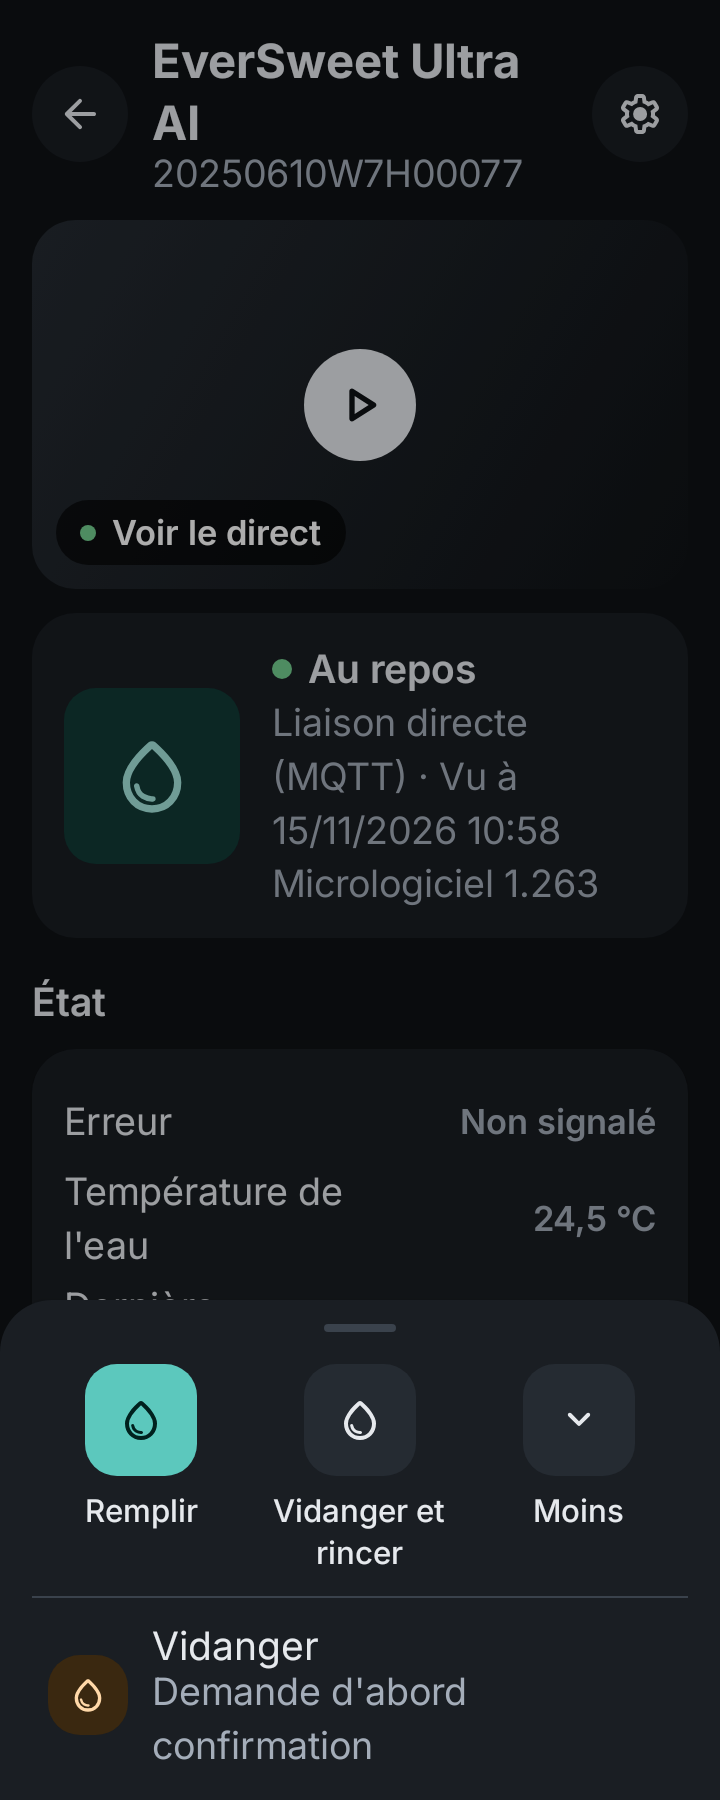 EverSweet Ultra
AI
20250610W7H00077
Voir le direct
Au repos
Liaison directe
(MQTT) · Vu à
15/11/2026 10:58
Micrologiciel 1.263
État
Erreur
Non signalé
Température de
l'eau
24,5 °C
Remplir
Vidanger et
rincer
Moins
Vidanger
Demande d'abord
confirmation